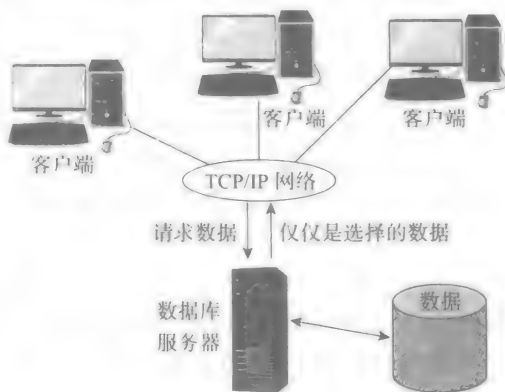 客户端
客户端
客户端
TCP/IP 网络
请求数据
仅仅是选择的数据
数据库
服务器
数据